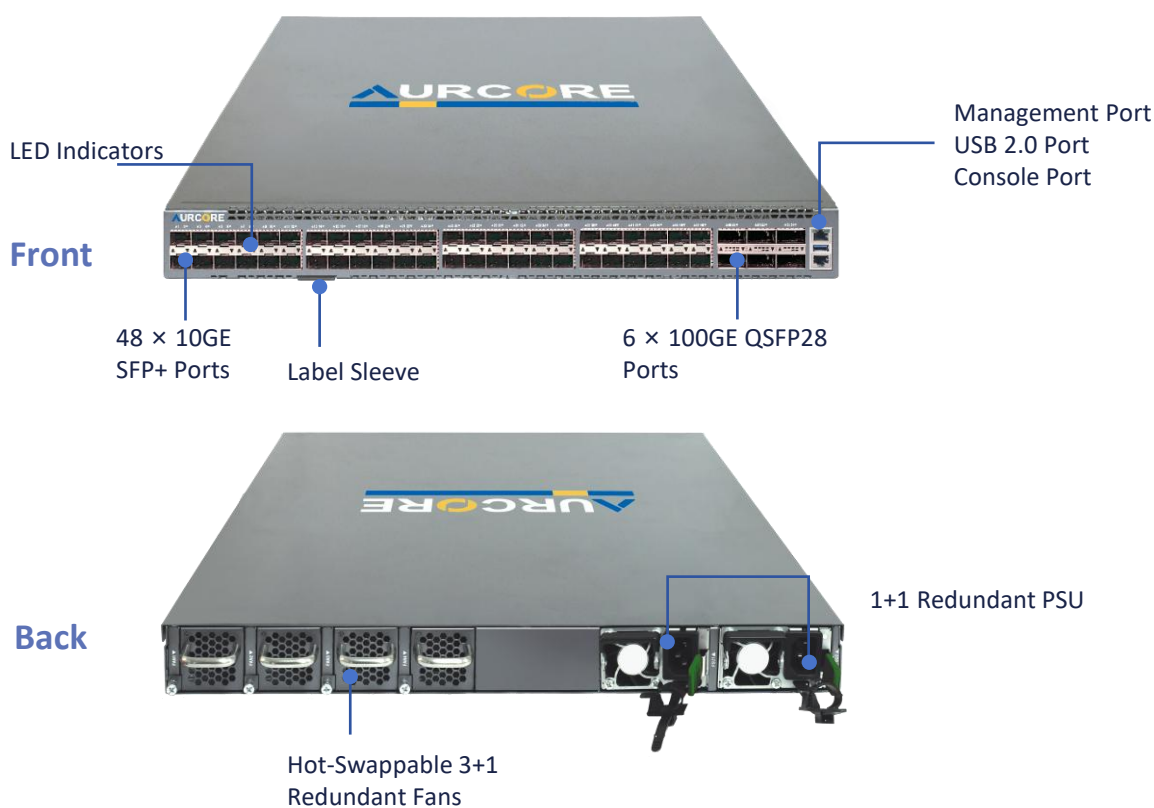 AURCORE
LED Indicators
Management Port
USB 2.0 Port
Console Port
AURCORE
Front
48 × 10GE
SFP+ Ports
Label Sleeve
6 × 100GE QSFP28
Ports
AURCORE
Back
1+1 Redundant PSU
Hot-Swappable 3+1
Redundant Fans